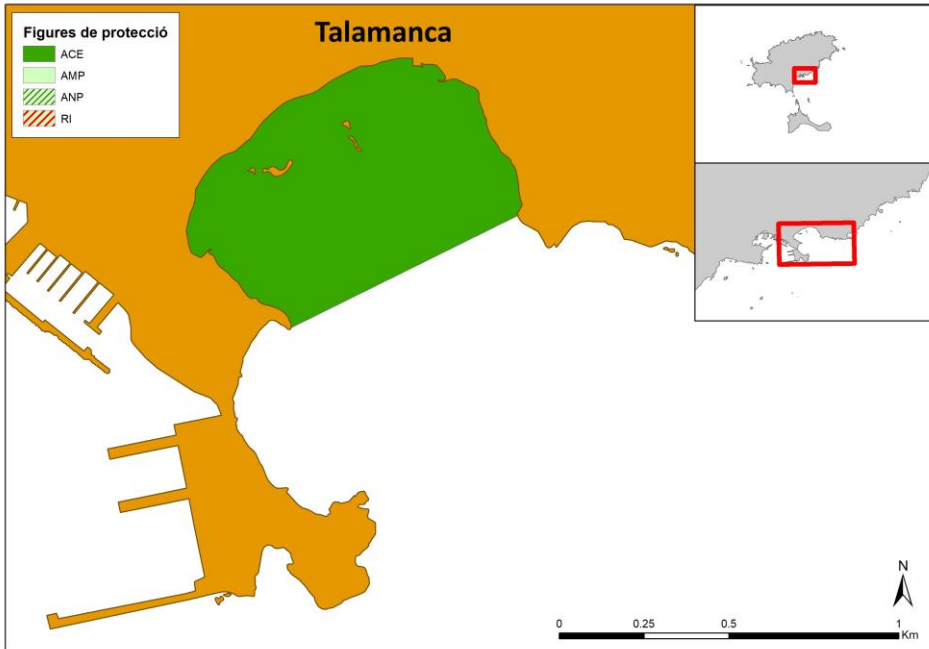 Talamanca
Figures de protecció
ACE
AMP
ANP
RI
N
0 0.25 0.5 1
Km